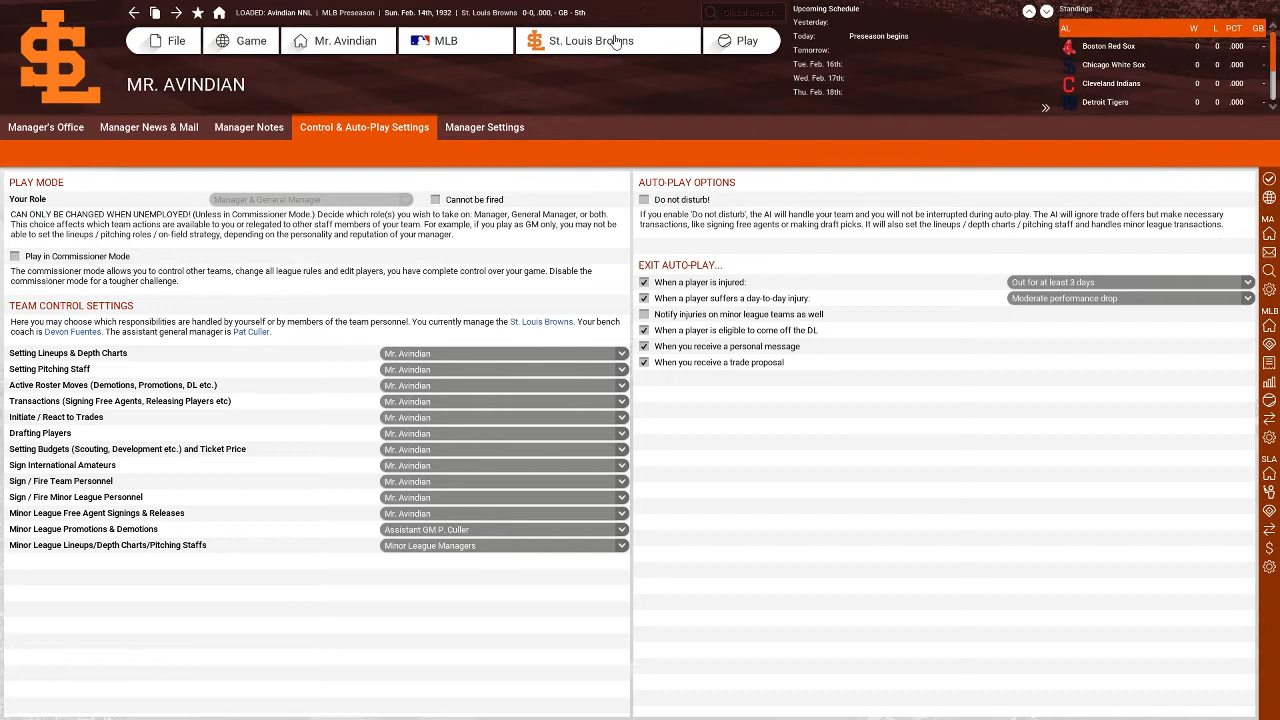 LOADED: Avindian NNL | MLB Preseason | Sun. Feb. 14th, 1932 | St. Louis Browns 0-0, .000, - GB - 5th
Global Search...
File
Game
Mr. Avindian
MLB
St. Louis Browns
Play
MR. AVINDIAN
Upcoming Schedule
Yesterday:
Today: Preseason begins
Tomorrow:
Tue. Feb. 16th:
Wed. Feb. 17th:
Thu. Feb. 18th:
Standings
AL W L PCT GB
Boston Red Sox 0 0 .000 -
Chicago White Sox 0 0 .000 -
Cleveland Indians 0 0 .000 -
Detroit Tigers 0 0 .000 -
Manager's Office
Manager News & Mail
Manager Notes
Control & Auto-Play Settings
Manager Settings
PLAY MODE
Your Role Manager & General Manager Cannot be fired
CAN ONLY BE CHANGED WHEN UNEMPLOYED! (Unless in Commissioner Mode.) Decide which role(s) you wish to take on: Manager, General Manager, or both.
This choice affects which team actions are available to you or relegated to other staff members of your team. For example, if you play as GM only, you may not be
able to set the lineups / pitching roles / on-field strategy, depending on the personality and reputation of your manager.
Play in Commissioner Mode
The commissioner mode allows you to control other teams, change all league rules and edit players, you have complete control over your game. Disable the
commissioner mode for a tougher challenge.
TEAM CONTROL SETTINGS
Here you may choose which responsibilities are handled by yourself or by members of the team personnel. You currently manage the St. Louis Browns. Your bench
coach is Devon Fuentes. The assistant general manager is Pat Culler.
Setting Lineups & Depth Charts Mr. Avindian
Setting Pitching Staff Mr. Avindian
Active Roster Moves (Demotions, Promotions, DL etc.) Mr. Avindian
Transactions (Signing Free Agents, Releasing Players etc) Mr. Avindian
Initiate / React to Trades Mr. Avindian
Drafting Players Mr. Avindian
Setting Budgets (Scouting, Development etc.) and Ticket Price Mr. Avindian
Sign International Amateurs Mr. Avindian
Sign / Fire Team Personnel Mr. Avindian
Sign / Fire Minor League Personnel Mr. Avindian
Minor League Free Agent Signings & Releases Mr. Avindian
Minor League Promotions & Demotions Assistant GM P. Culler
Minor League Lineups/Depth Charts/Pitching Staffs Minor League Managers
AUTO-PLAY OPTIONS
Do not disturb!
If you enable 'Do not disturb', the AI will handle your team and you will not be interrupted during auto-play. The AI will ignore trade offers but make necessary
transactions, like signing free agents or making draft picks. It will also set the lineups / depth charts / pitching staff and handles minor league assignments.
EXIT AUTO-PLAY...
When a player is injured: Out for at least 3 days
When a player suffers a day-to-day injury: Moderate performance drop
Notify injuries on minor league teams as well
When a player is eligible to come off the DL
When you receive a personal message
When you receive a trade proposal
MA
MLB
SLA